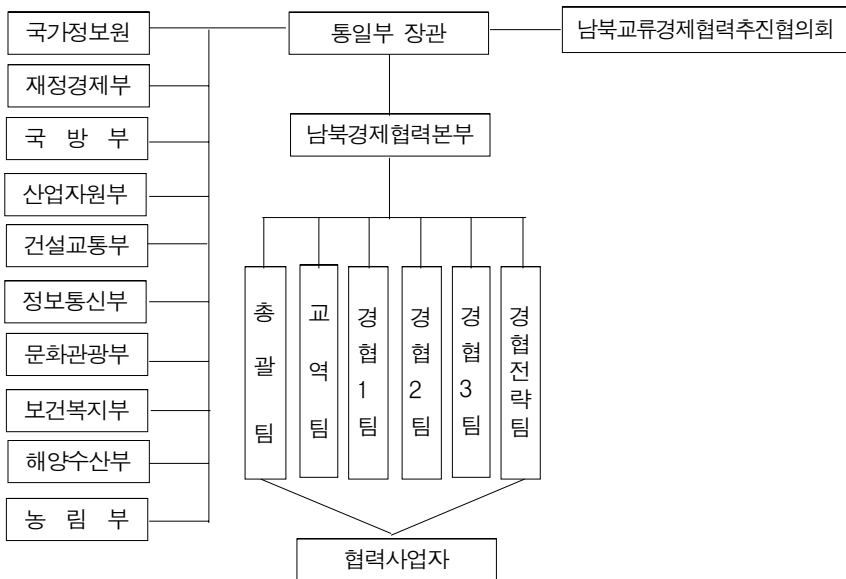 국가정보원
통일부 장관
남북교류경제협력추진협의회
재정경제부
국 방 부
남북경제협력본부
산업자원부
건설교통부
정보통신부
문화관광부
보건복지부
해양수산부
농 림 부
총괄팀
교역팀
경협1팀
경협2팀
경협3팀
경협전략팀
협력사업자